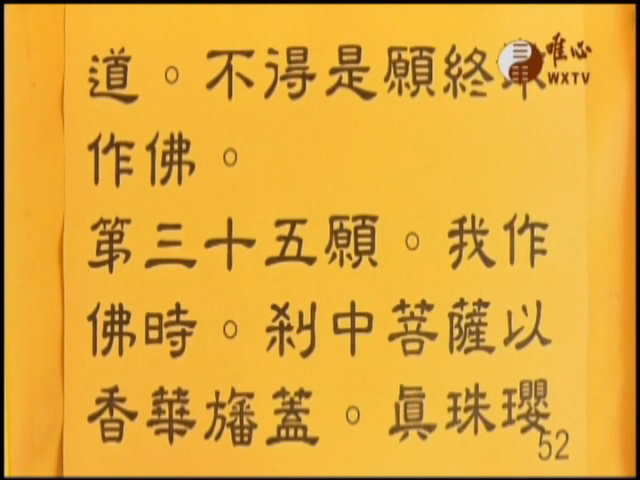 道。不得是願終
作佛。
第三十五願。我作
佛時。剎中菩薩以
香華旛蓋。眞珠瓔
52
唯心
WXTV